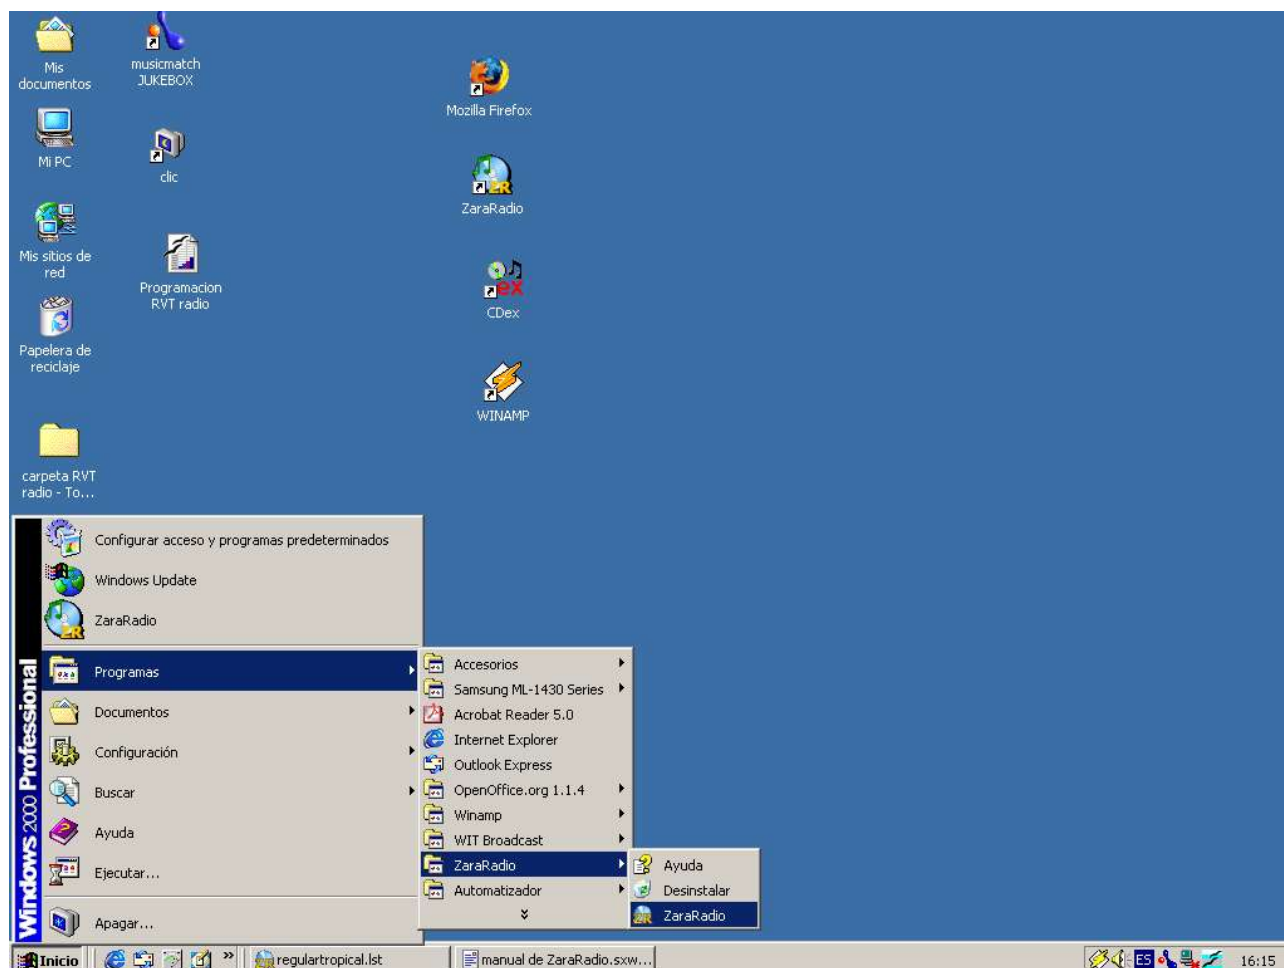 Mis
documentos
musicmatch
JUKEBOX
Mozilla Firefox
Mi PC
clic
ZaraRadio
Mis sitios de
red
Programacion
RVT radio
CDex
Papelera de
reciclaje
WINAMP
carpeta RVT
radio - To...
Windows 2000 Professional
Configurar acceso y programas predeterminados
Windows Update
ZaraRadio
Programas
Documentos
Configuración
Buscar
Ayuda
Ejecutar...
Apagar...
Accesorios
Samsung ML-1430 Series
Acrobat Reader 5.0
Internet Explorer
Outlook Express
OpenOffice.org 1.1.4
Winamp
WIT Broadcast
ZaraRadio
Automatizador
Ayuda
Desinstalar
ZaraRadio
Inicio
regulartropical.lst
manual de ZaraRadio.sxw...
ES
16:15